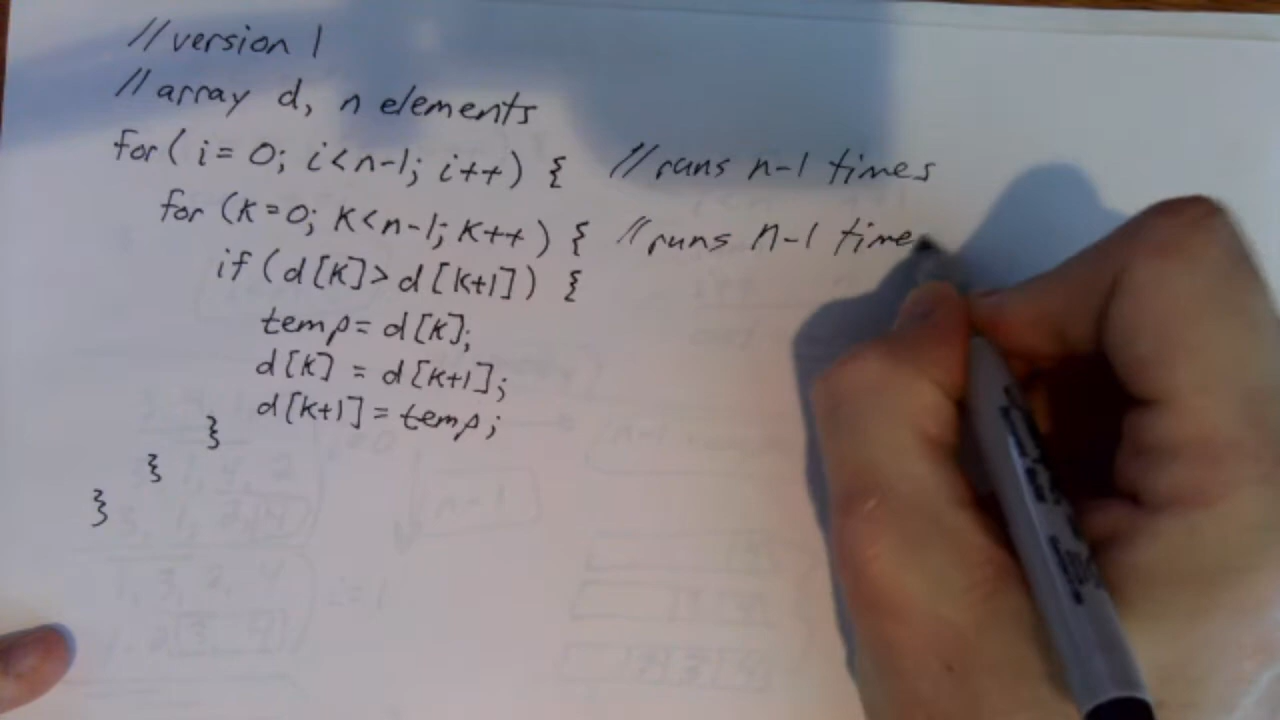 //version 1
//array d, n elements
for( i = 0; i<n-1; i++) { //runs n-1 times
for (K=0; K<n-1; K++ ) { //runs n-1 time
if (d[K]> d[K+1]) {
temp= d[K];
d[K] = d[K+1];
d[K+1] = temp;
}
}
}